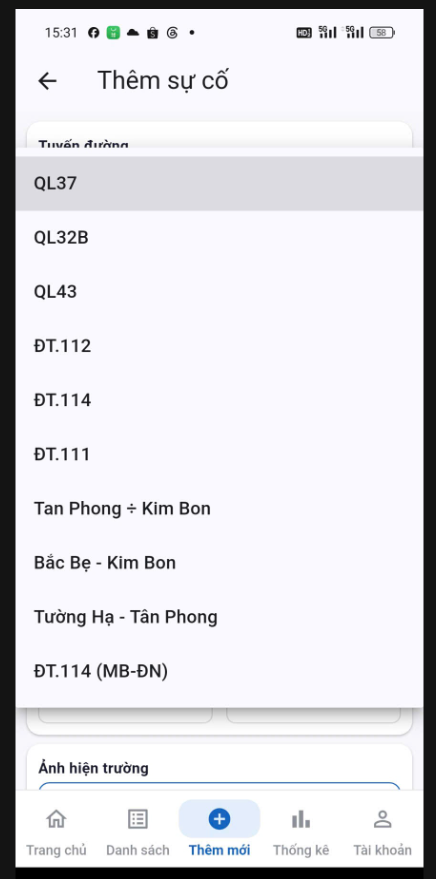 15:31
HD 5G 5G 58
Thêm sự cố
Tuyến đường
QL37
QL32B
QL43
ĐT.112
ĐT.114
ĐT.111
Tan Phong ÷ Kim Bon
Bắc Bẹ - Kim Bon
Tường Hạ - Tân Phong
ĐT.114 (MB-ĐN)
Ảnh hiện trường
Trang chủ Danh sách Thêm mới Thống kê Tài khoản